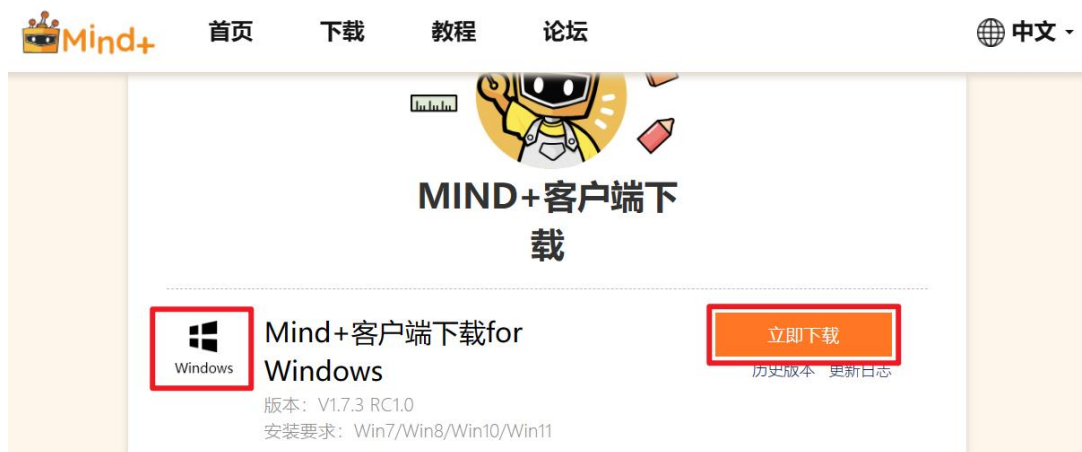 Mind+ 首页 下载 教程 论坛 中文
MIND+客户端下
载
Windows
Mind+客户端下载for
Windows
版本：V1.7.3 RC1.0
安装要求：Win7/Win8/Win10/Win11
立即下载
历史版本 更新日志